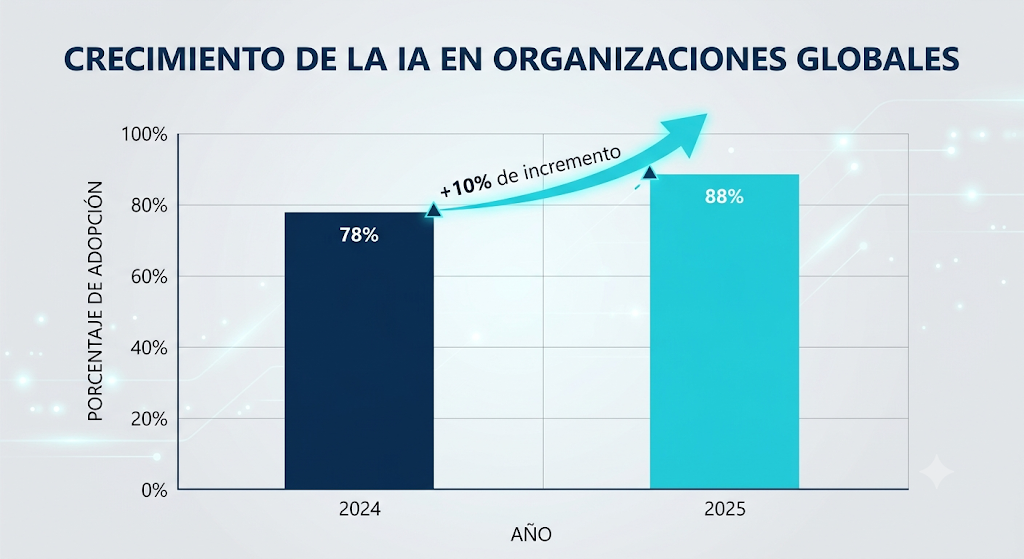 CRECIMIENTO DE LA IA EN ORGANIZACIONES GLOBALES
PORCENTAJE DE ADOPCIÓN
100%
80%
60%
40%
20%
0%
+10% de incremento
78%
88%
2024
2025
AÑO